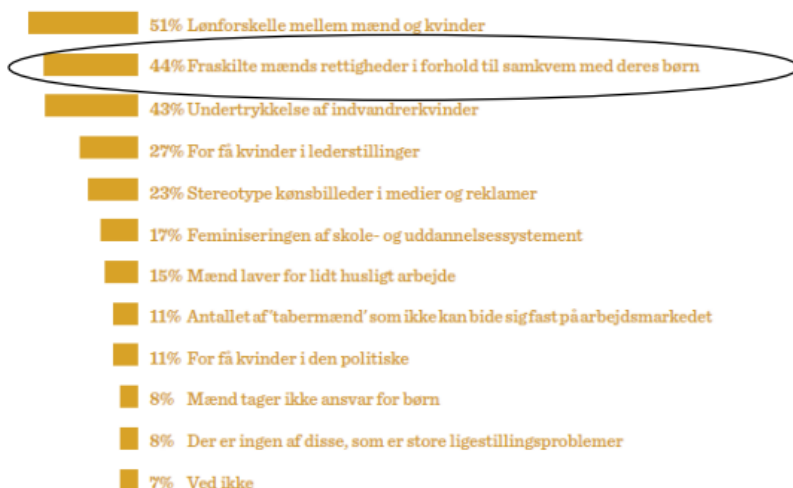 51% Lønforskelle mellem mænd og kvinder
44% Fraskilte mænds rettigheder i forhold til samkvem med deres børn
43% Undertrykkelse af indvandrerkvinder
27% For få kvinder i lederstillinger
23% Stereotype kønsbilleder i medier og reklamer
17% Feminiseringen af skole- og uddannelsessystement
15% Mænd laver for lidt husligt arbejde
11% Antallet af 'tabermænd' som ikke kan bide sig fast på arbejdsmarkedet
11% For få kvinder i den politiske
8% Mænd tager ikke ansvar for børn
8% Der er ingen af disse, som er store ligestillingsproblemer
7% Ved ikke